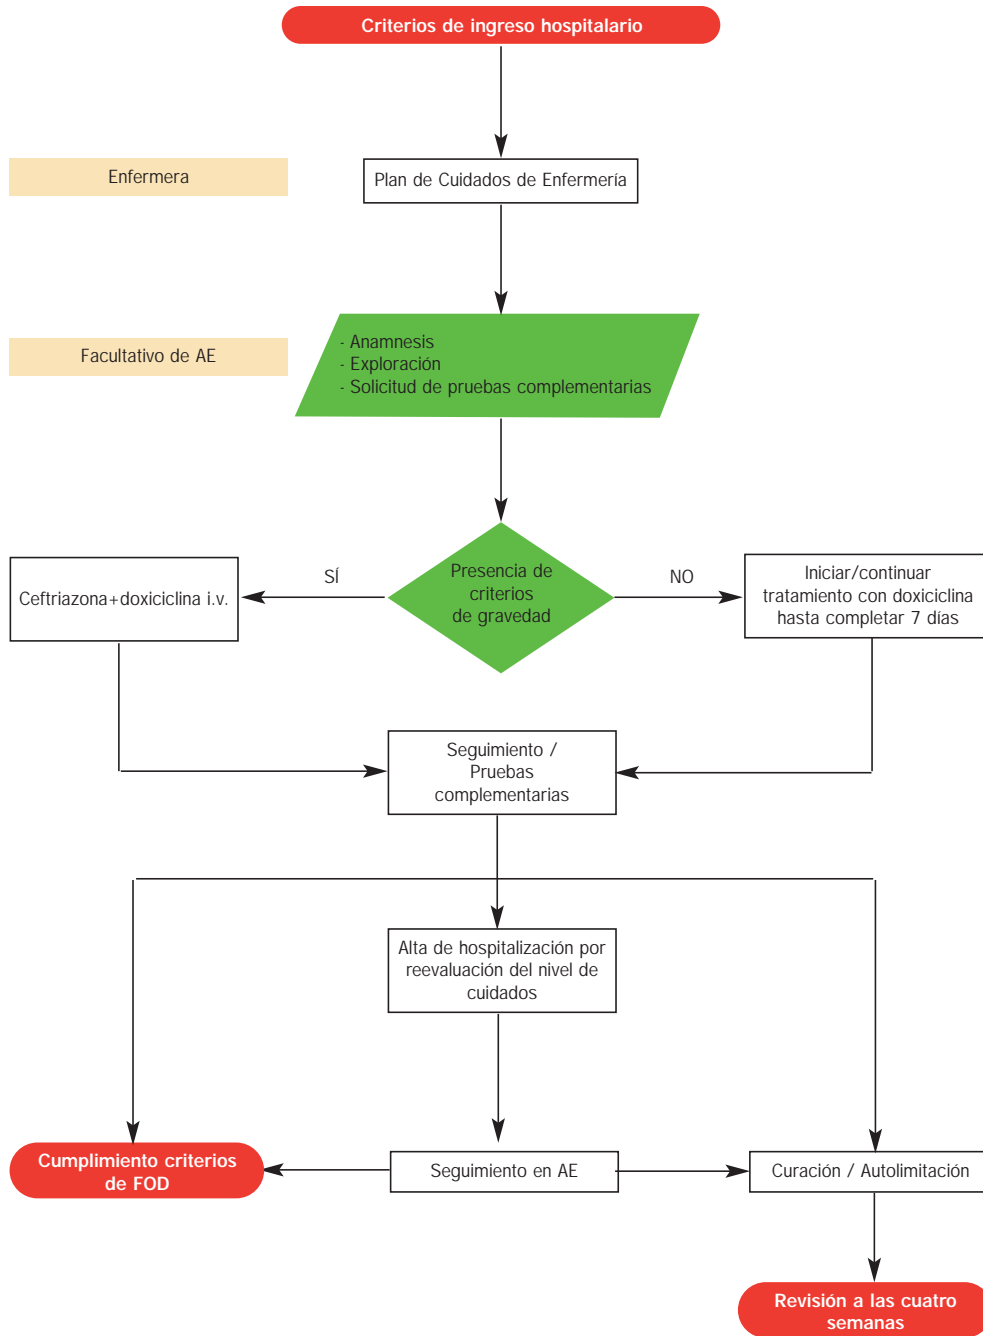 Criterios de ingreso hospitalario
Enfermera
Plan de Cuidados de Enfermería
Facultativo de AE
- Anamnesis
- Exploración
- Solicitud de pruebas complementarias
Ceftriazona+doxiciclina i.v.
SÍ
Presencia de
criterios
de gravedad
NO
Iniciar/continuar
tratamiento con doxiciclina
hasta completar 7 días
Seguimiento /
Pruebas
complementarias
Alta de hospitalización por
reevaluación del nivel de
cuidados
Cumplimiento criterios
de FOD
Seguimiento en AE
Curación / Autolimitación
Revisión a las cuatro
semanas